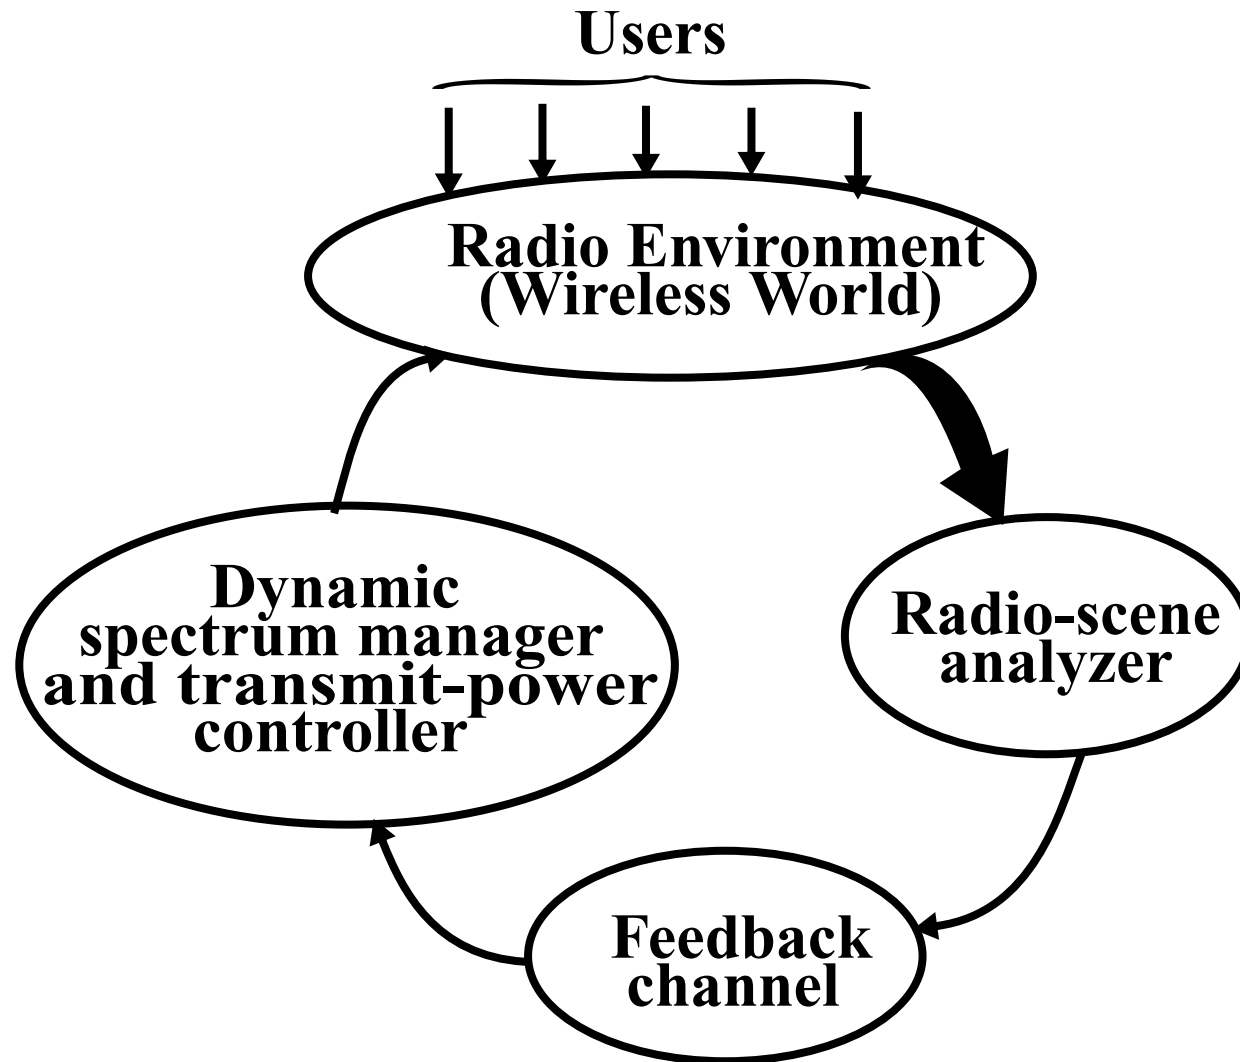 Users
Radio Environment
(Wireless World)
Dynamic
spectrum manager
and transmit-power
controller
Radio-scene
analyzer
Feedback
channel